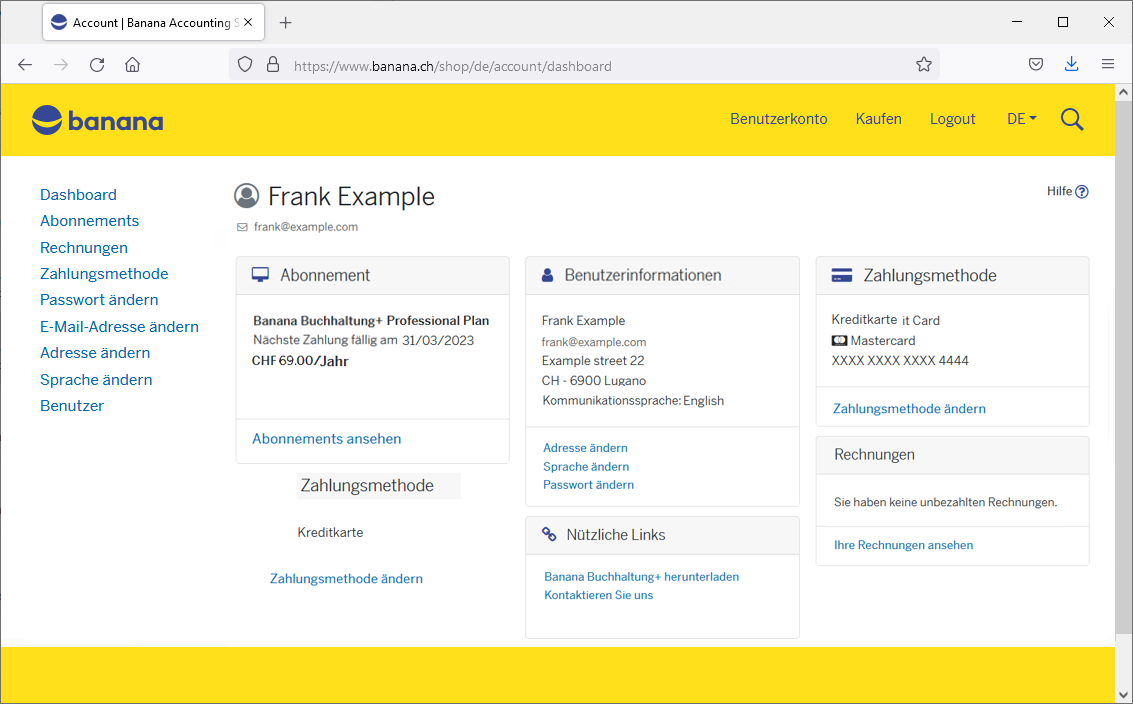 Account | Banana Accounting S
https://www.banana.ch/shop/de/account/dashboard
banana
Benutzerkonto
Kaufen
Logout
DE
Dashboard
Abonnements
Rechnungen
Zahlungsmethode
Passwort ändern
E-Mail-Adresse ändern
Adresse ändern
Sprache ändern
Benutzer
Frank Example
Hilfe ?
frank@example.com
Abonnement
Banana Buchhaltung+ Professional Plan
Nächste Zahlung fällig am 31/03/2023
CHF 69.00/Jahr
Abonnements ansehen
Zahlungsmethode
Kreditkarte
Zahlungsmethode ändern
Benutzerinformationen
Frank Example
frank@example.com
Example street 22
CH - 6900 Lugano
Kommunikationssprache: English
Adresse ändern
Sprache ändern
Passwort ändern
Nützliche Links
Banana Buchhaltung+ herunterladen
Kontaktieren Sie uns
Zahlungsmethode
Kreditkarte it Card
Mastercard
XXXX XXXX XXXX 4444
Zahlungsmethode ändern
Rechnungen
Sie haben keine unbezahlten Rechnungen.
Ihre Rechnungen ansehen